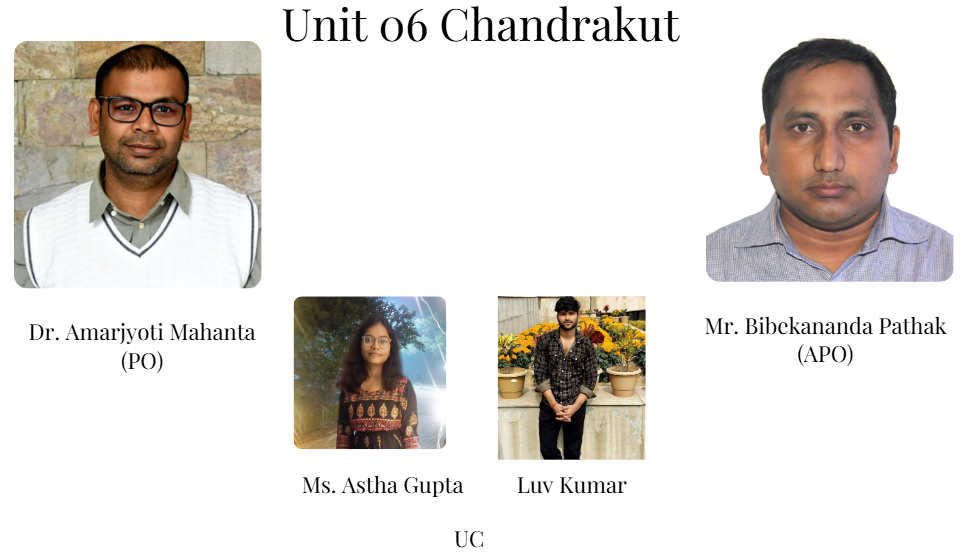 Unit 06 Chandrakut
Dr. Amarjyoti Mahanta
(PO)
Mr. Bibekananda Pathak
(APO)
Ms. Astha Gupta
Luv Kumar
UC